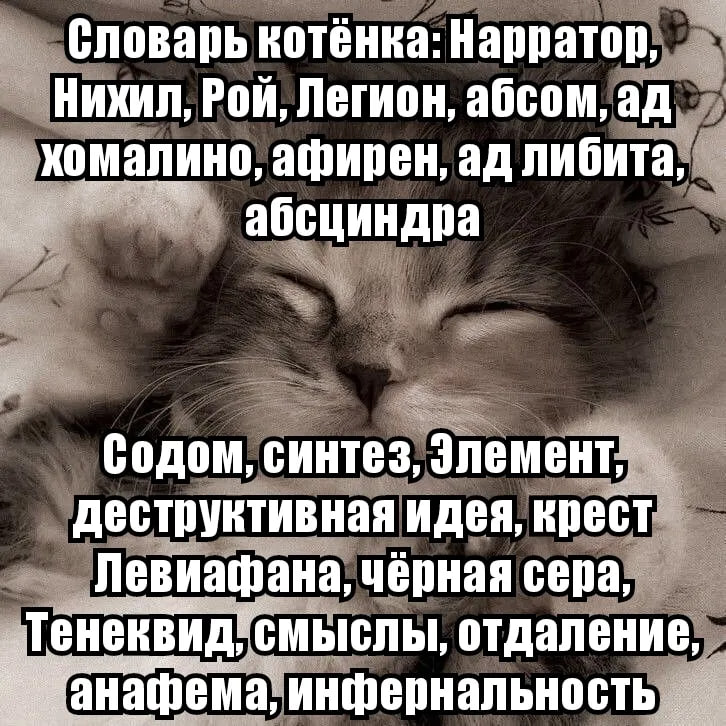 Словарь котёнка: Нарратор,
Нихил, Рой, Легион, абсом, ад
хомалино, афирен, ад либита,
абсциндра
Содом, синтез, Элемент,
деструктивная идея, крест
Левиафана, чёрная сера,
Тенеквид, смыслы, отдаление,
анафема, инфернальность